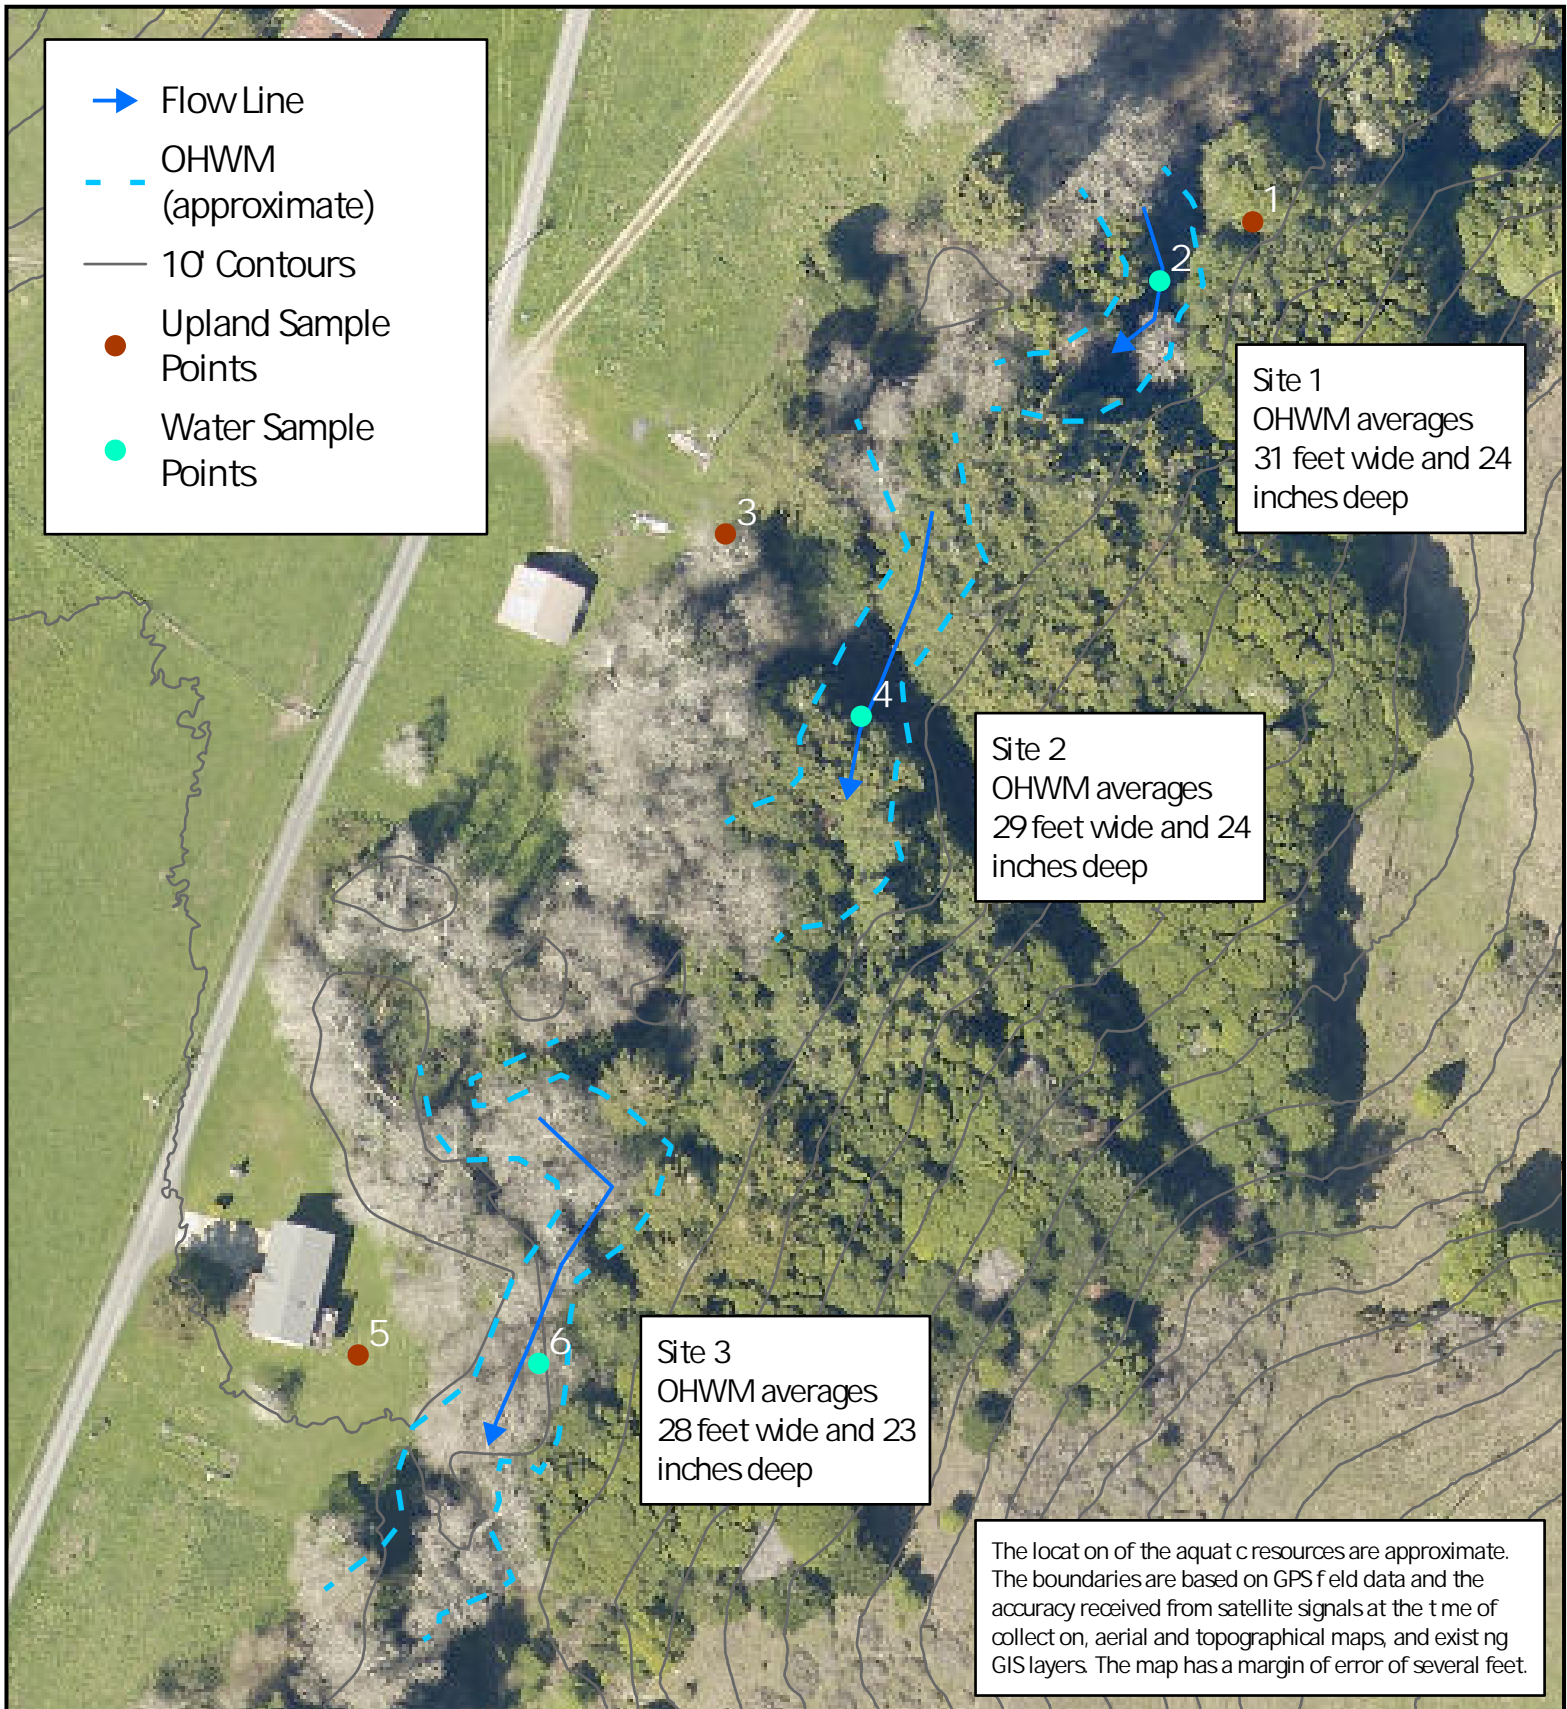 Flow Line
OHWM
(approximate)
10' Contours
Upland Sample
Points
Water Sample
Points
1
2
Site 1
OHWM averages
31 feet wide and 24
inches deep
3
4
Site 2
OHWM averages
29 feet wide and 24
inches deep
5
6
Site 3
OHWM averages
28 feet wide and 23
inches deep
The locat on of the aquat c resources are approximate.
The boundaries are based on GPS f eld data and the
accuracy received from satellite signals at the t me of
collect on, aerial and topographical maps, and exist ng
GIS layers. The map has a margin of error of several feet.